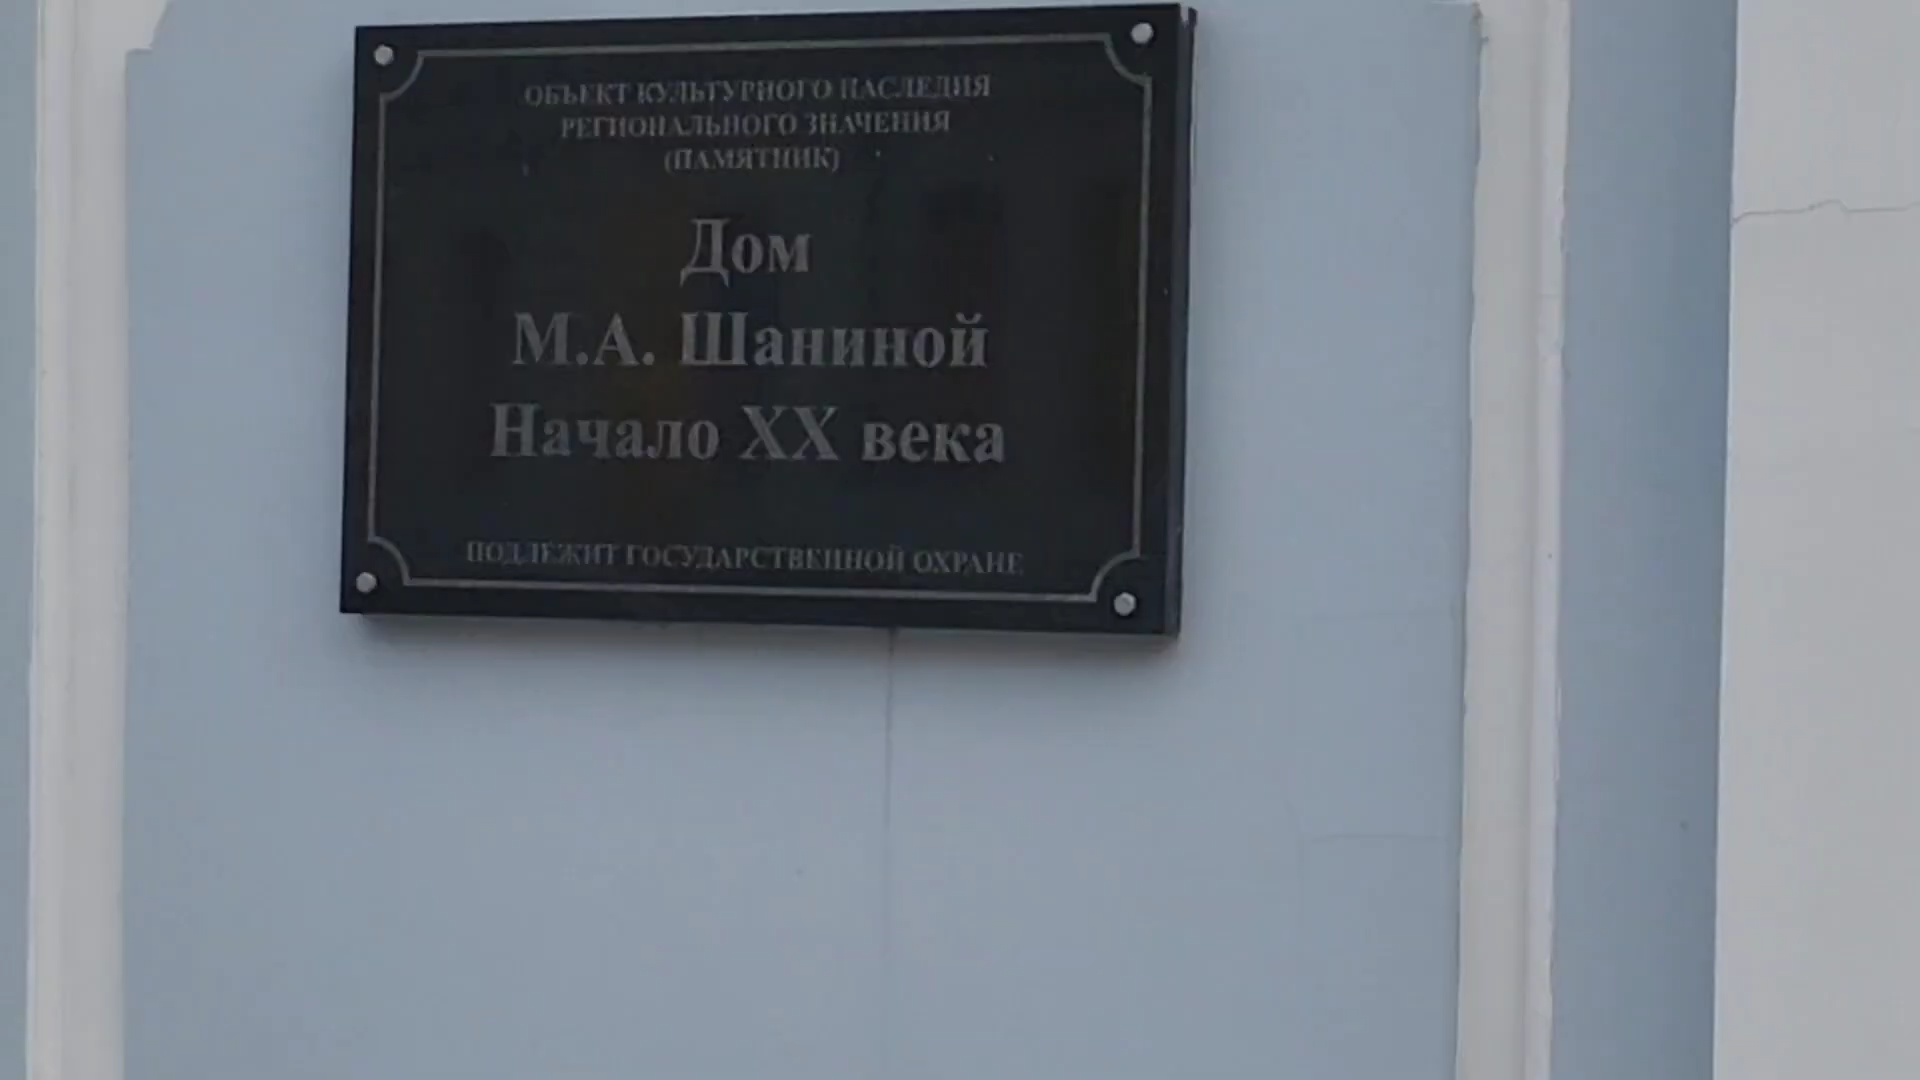 ОБЪЕКТ КУЛЬТУРНОГО НАСЛЕДИЯ
РЕГИОНАЛЬНОГО ЗНАЧЕНИЯ
(ПАМЯТНИК)
Дом
М.А. Шаниной
Начало XX века
ПОДЛЕЖИТ ГОСУДАРСТВЕННОЙ ОХРАНЕ